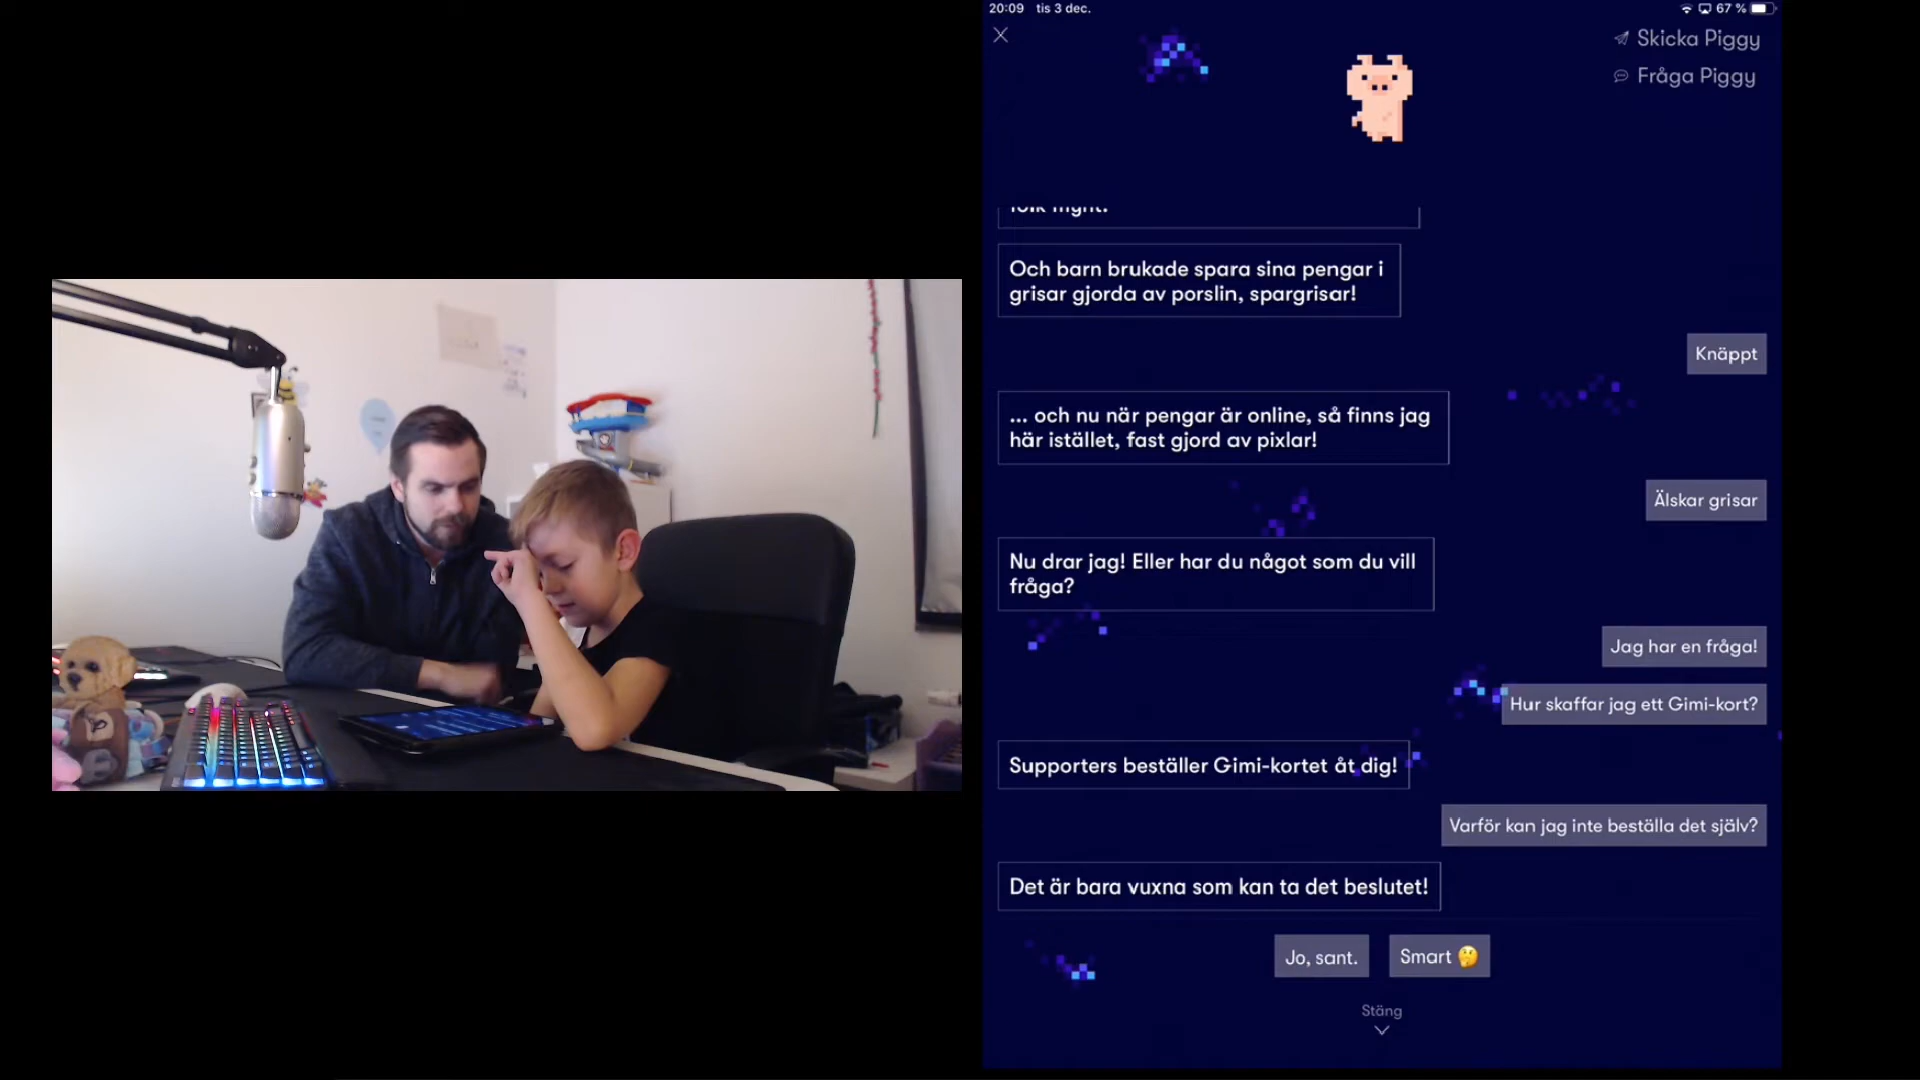 20:09 tis 3 dec.
67 %
Skicka Piggy
Fråga Piggy
Och barn brukade spara sina pengar i
grisar gjorda av porslin, spargrisar!
Knäppt
... och nu när pengar är online, så finns jag
här istället, fast gjord av pixlar!
Älskar grisar
Nu drar jag! Eller har du något som du vill
fråga?
Jag har en fråga!
Hur skaffar jag ett Gimi-kort?
Supporters beställer Gimi-kortet åt dig!
Varför kan jag inte beställa det själv?
Det är bara vuxna som kan ta det beslutet!
Jo, sant.
Smart 🤔
Stäng